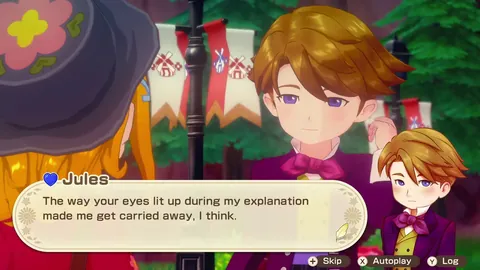 Jules
The way your eyes lit up during my explanation
made me get carried away, I think.
+ Skip X Autoplay Y Log